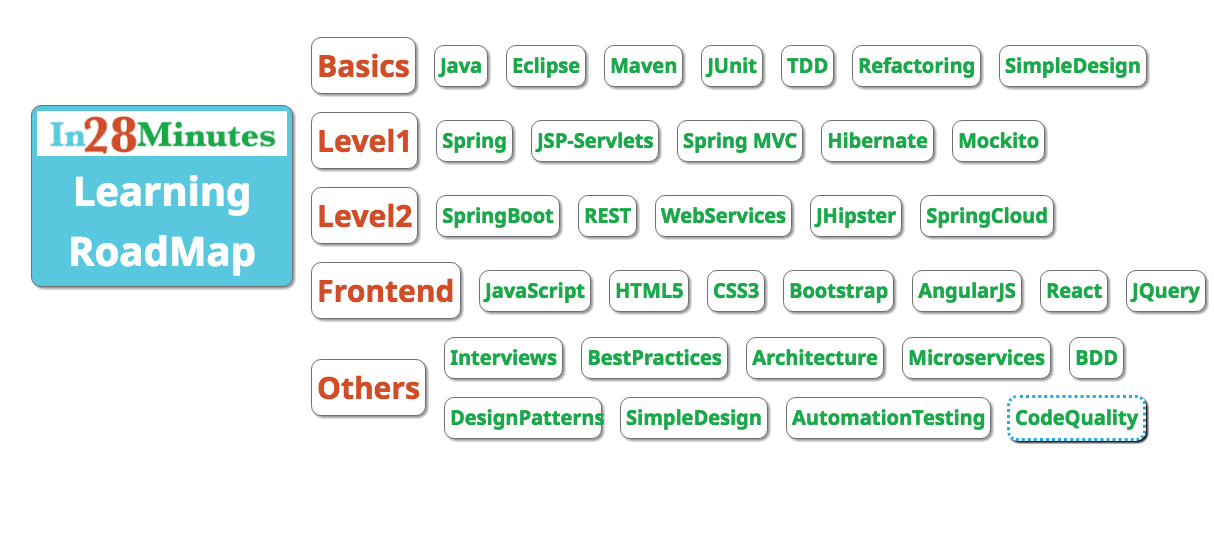 In28Minutes
Learning
RoadMap
Basics Java Eclipse Maven JUnit TDD Refactoring SimpleDesign
Level1 Spring JSP-Servlets Spring MVC Hibernate Mockito
Level2 SpringBoot REST WebServices JHipster SpringCloud
Frontend JavaScript HTML5 CSS3 Bootstrap AngularJS React JQuery
Others
Interviews BestPractices Architecture Microservices BDD
DesignPatterns SimpleDesign AutomationTesting CodeQuality